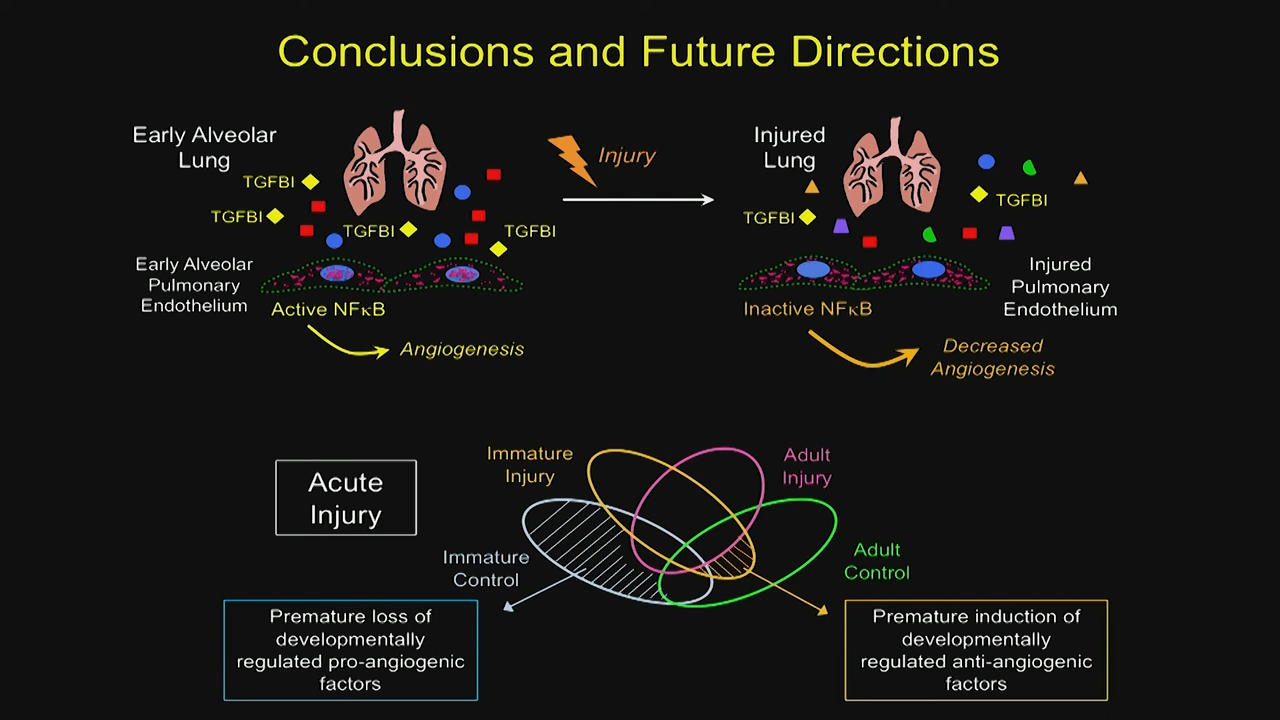 Conclusions and Future Directions
Early Alveolar
Lung
TGFBI
TGFBI
TGFBI
TGFBI
Early Alveolar
Pulmonary
Endothelium
Active NFκB
Angiogenesis
Injury
Injured
Lung
TGFBI
TGFBI
Injured
Pulmonary
Endothelium
Inactive NFκB
Decreased
Angiogenesis
Acute
Injury
Immature
Injury
Adult
Injury
Immature
Control
Adult
Control
Premature loss of
developmentally
regulated pro-angiogenic
factors
Premature induction of
developmentally
regulated anti-angiogenic
factors